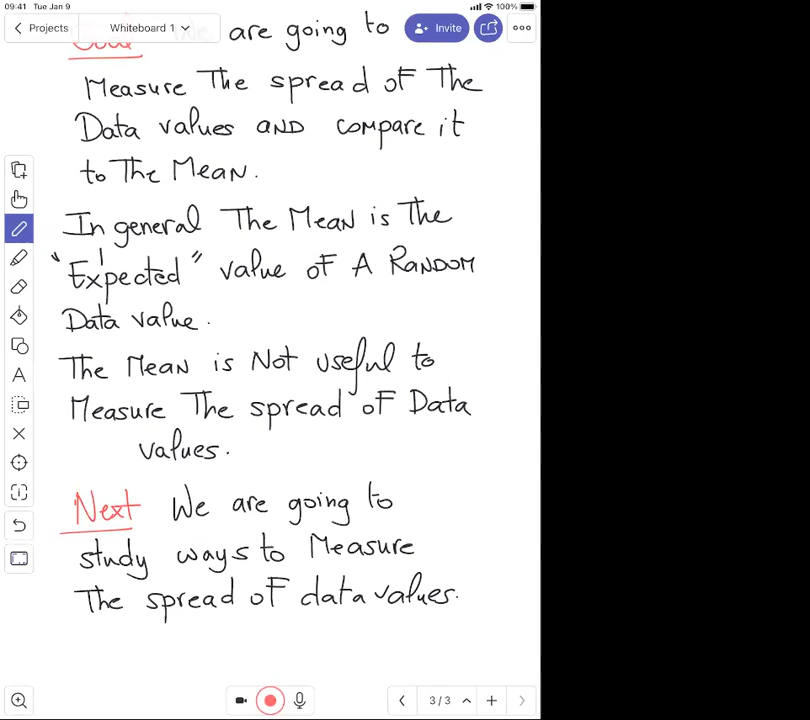 09:41 Tue Jan 9 100%
Projects Whiteboard 1 Invite
Goal We are going to
Measure The spread of The
Data values AND compare it
to The Mean.
In general The Mean is The
"Expected" value of A RANDOM
Data value.
The Mean is Not useful to
Measure The spread of Data
values.
Next We are going to
study ways to Measure
The spread of data values.
A
3/3